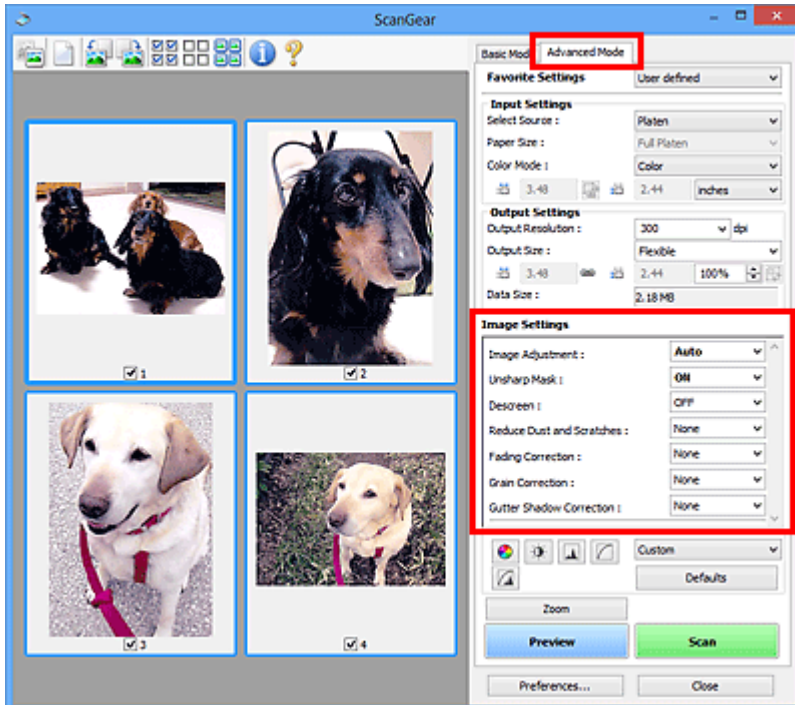 ScanGear
Basic Mode Advanced Mode
Favorite Settings User defined
Input Settings
Select Source : Platen
Paper Size : Full Platen
Color Mode : Color
3.48 2.44 inches
Output Settings
Output Resolution : 300 dpi
Output Size : Flexible
3.48 2.44 100%
Data Size : 2.18 MB
Image Settings
Image Adjustment : Auto
Unsharp Mask : ON
Descreen : OFF
Reduce Dust and Scratches : None
Fading Correction : None
Grain Correction : None
Gutter Shadow Correction : None
Custom
Defaults
Zoom
Preview Scan
Preferences... Close
1
2
3
4